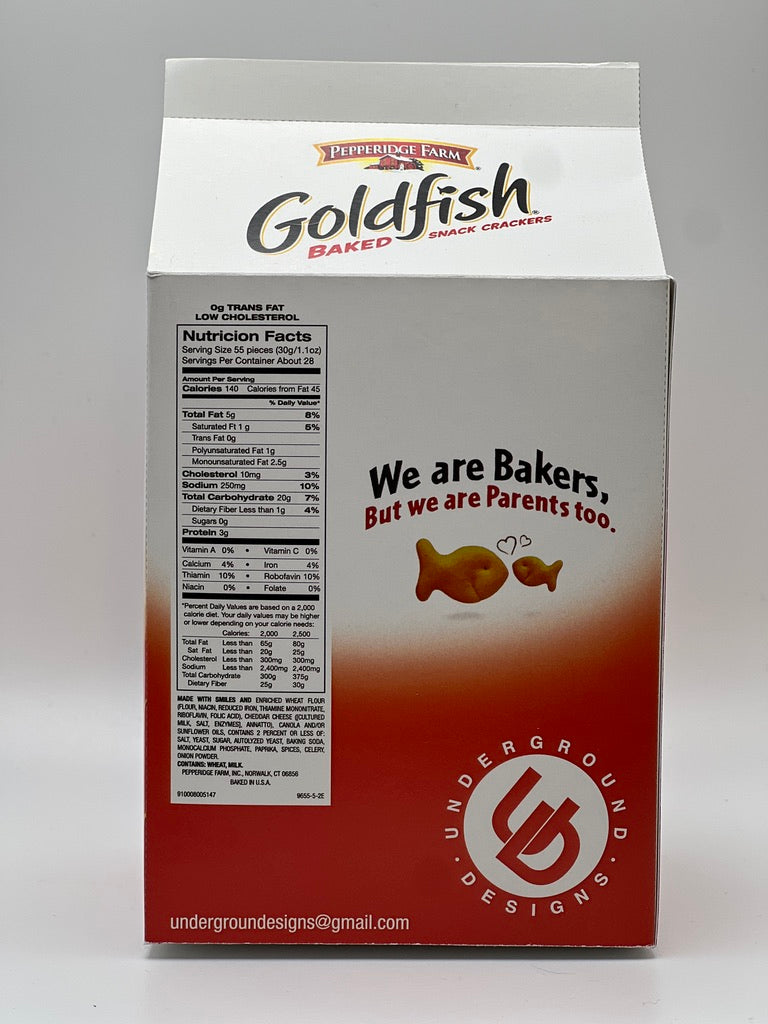 PEPPERIDGE FARM
Goldfish
BAKED SNACK CRACKERS
0g TRANS FAT
LOW CHOLESTEROL
Nutricion Facts
Serving Size 55 pieces (30g/1.1oz)
Servings Per Container About 28
Amount Per Serving
Calories 140 Calories from Fat 45
% Daily Value*
Total Fat 5g 8%
Saturated Ft 1 g 5%
Trans Fat 0g
Polyunsaturated Fat 1g
Monounsaturated Fat 2.5g
Cholesterol 10mg 3%
Sodium 250mg 10%
Total Carbohydrate 20g 7%
Dietary Fiber Less than 1g 4%
Sugars 0g
Protein 3g
Vitamin A 0% • Vitamin C 0%
Calcium 4% • Iron 4%
Thiamin 10% • Robofavin 10%
Niacin 0% • Folate 0%
*Percent Daily Values are based on a 2,000
calorie diet. Your daily values may be higher
or lower depending on your calorie needs:
Calories: 2,000 2,500
Total Fat Less than 65g 80g
Sat Fat Less than 20g 25g
Cholesterol Less than 300mg 300mg
Sodium Less than 2,400mg 2,400mg
Total Carbohydrate 300g 375g
Dietary Fiber 25g 30g
MADE WITH SMILES AND ENRICHED WHEAT FLOUR
(FLOUR, NIACIN, REDUCED IRON, THIAMINE MONONITRATE,
RIBOFLAVIN, FOLIC ACID), CHEDDAR CHEESE ([CULTURED
MILK, SALT, ENZYMES], ANNATTO), CANOLA AND/OR
SUNFLOWER OILS, CONTAINS 2 PERCENT OR LESS OF:
SALT, YEAST, SUGAR, AUTOLYZED YEAST, BAKING SODA,
MONOCALCIUM PHOSPHATE, PAPRIKA, SPICES, CELERY,
ONION POWDER.
CONTAINS: WHEAT, MILK.
PEPPERIDGE FARM, INC., NORWALK, CT 06856
BAKED IN U.S.A.
910008005147 9655-5-2E
We are Bakers,
But we are Parents too.
UNDERGROUND
UD
· DESIGNS ·
undergroundesigns@gmail.com